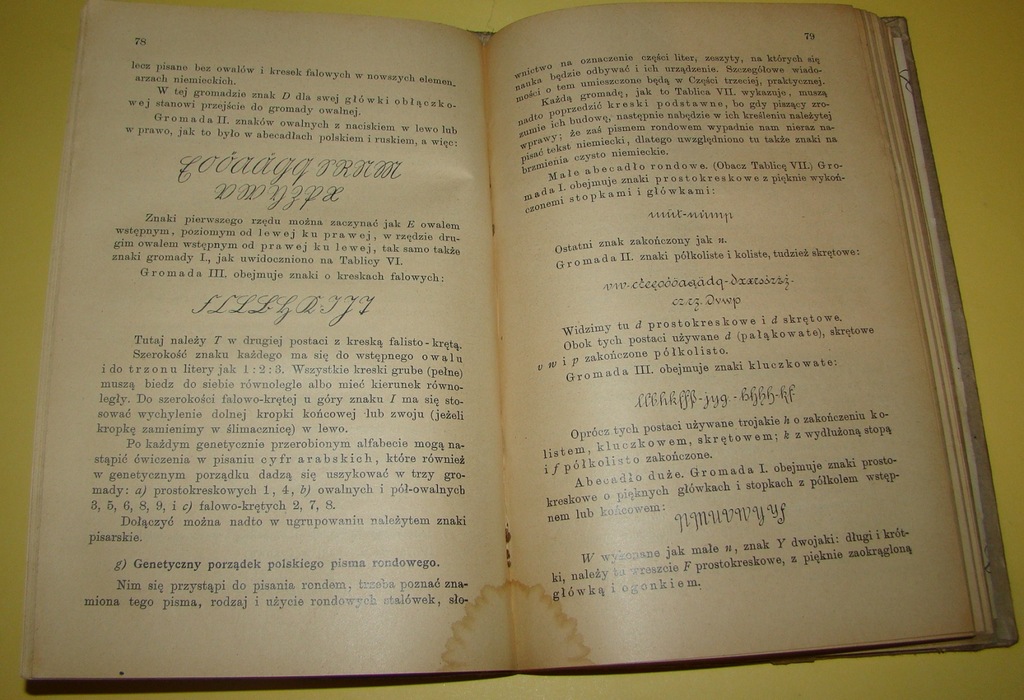 78
lecz pisane bez owalów i kresek falowych w nowszych elemen-
arzach niemieckich.
W tej gromadzie znak D dla swej główki obłączko-
wej stanowi przejście do gromady owalnej.
Gromada II. znaków owalnych z naciskiem w lewo lub
w prawo, jak to było w abecadłach polskiem i ruskiem, a więc:
Znaki pierwszego rzędu można zaczynać jak E owalem
wstępnym, poziomym od lewej ku prawej, w rzędzie dru-
gim owalem wstępnym od prawej ku lewej, tak samo także
znaki gromady I., jak uwidoczniono na Tablicy VI.
Gromada III. obejmuje znaki o kreskach falowych:
Tutaj należy T w drugiej postaci z kreską falisto-krętą.
Szerokość znaku każdego ma się do wstępnego owalu
i do trzonu litery jak 1:2:3. Wszystkie kreski grube (pełne)
muszą biedz do siebie równolegle albo mieć kierunek równo-
legły. Do szerokości falowo-krętej u góry znaku I ma się sto-
sować wychylenie dolnej kropki końcowej lub zwoju (jeżeli
kropkę zamienimy w ślimacznicę) w lewo.
Po każdym genetycznie przerobionym alfabecie mogą na-
stąpić ćwiczenia w pisaniu cyfr arabskich, które również
w genetycznym porządku dadzą się uszykować w trzy gro-
mady: a) prostokreskowych 1, 4, b) owalnych i pół-owalnych
3, 5, 6, 8, 9, i c) falowo-krętych 2, 7, 8.
Dołączyć można nadto w ugrupowaniu należytem znaki
pisarskie.
g) Genetyczny porządek polskiego pisma rondowego.
Nim się przystąpi do pisania rondem, trzeba poznać zna-
miona tego pisma, rodzaj i użycie rondowych stalówek, sło-
79
wnictwo na oznaczenie części liter, zeszyty, na których się
nauka będzie odbywać i ich urządzenie. Szczegółowe wiado-
mości o tem umieszczone będą w Części trzeciej, praktycznej.
Każdą gromadę, jak to Tablica VII. wykazuje, muszą
nadto poprzedzić kreski podstawne, bo gdy piszący zro-
zumie ich budowę, następnie nabędzie w ich kreśleniu należytej
wprawy; że zaś pismem rondowem wypadnie nam nieraz na-
pisać tekst niemiecki, dlatego uwzględniono tu także znaki na
brzmienia czysto niemieckie.
Małe abecadło rondowe. (Obacz Tablicę VII.) Gro-
mada I. obejmuje znaki prostokreskowe z pięknie wykoń-
czonemi stopkami i główkami:
Ostatni znak zakończony jak n.
Gromada II. znaki półkoliste i koliste, tudzież skrętowe:
Widzimy tu d prostokreskowe i d skrętowe.
Obok tych postaci używane d (pałąkowate), skrętowe
v w i p zakończone półkolisto.
Gromada III. obejmuje znaki kluczkowate:
Oprócz tych postaci używane trojakie h o zakończeniu ko-
listem, kluczkowem, skrętowem; k z wydłużoną stopą
i f półkolisto zakończone.
Abecadło duże. Gromada I. obejmuje znaki prosto-
kreskowe o pięknych główkach i stopkach z półkolem wstęp-
nem lub końcowem:
W wykonane jak małe n, znak Y dwojaki: długi i krót-
ki, należy tu wreszcie F prostokreskowe, z pięknie zaokrągloną
główką i ogonkiem.